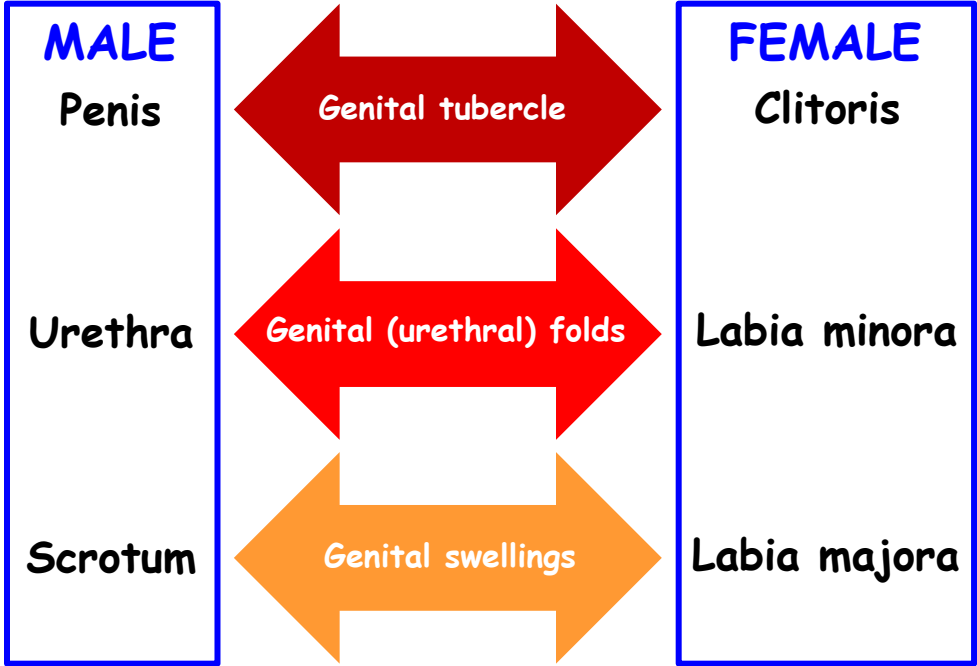 MALE
FEMALE
Penis
Genital tubercle
Clitoris
Urethra
Genital (urethral) folds
Labia minora
Scrotum
Genital swellings
Labia majora